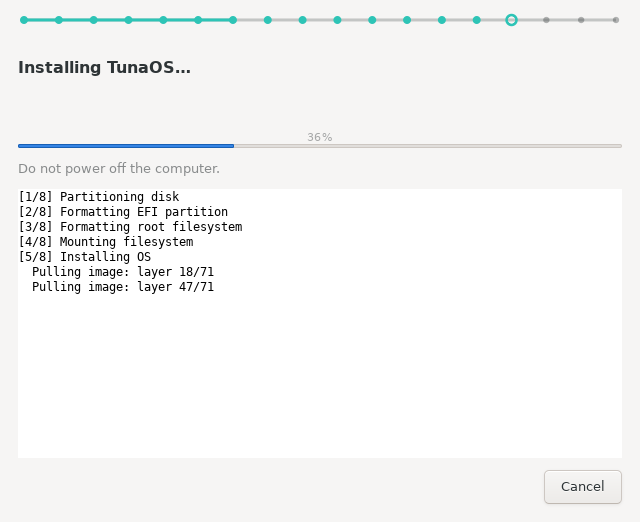 Installing TunaOS...
36%
Do not power off the computer.
[1/8] Partitioning disk
[2/8] Formatting EFI partition
[3/8] Formatting root filesystem
[4/8] Mounting filesystem
[5/8] Installing OS
Pulling image: layer 18/71
Pulling image: layer 47/71
Cancel